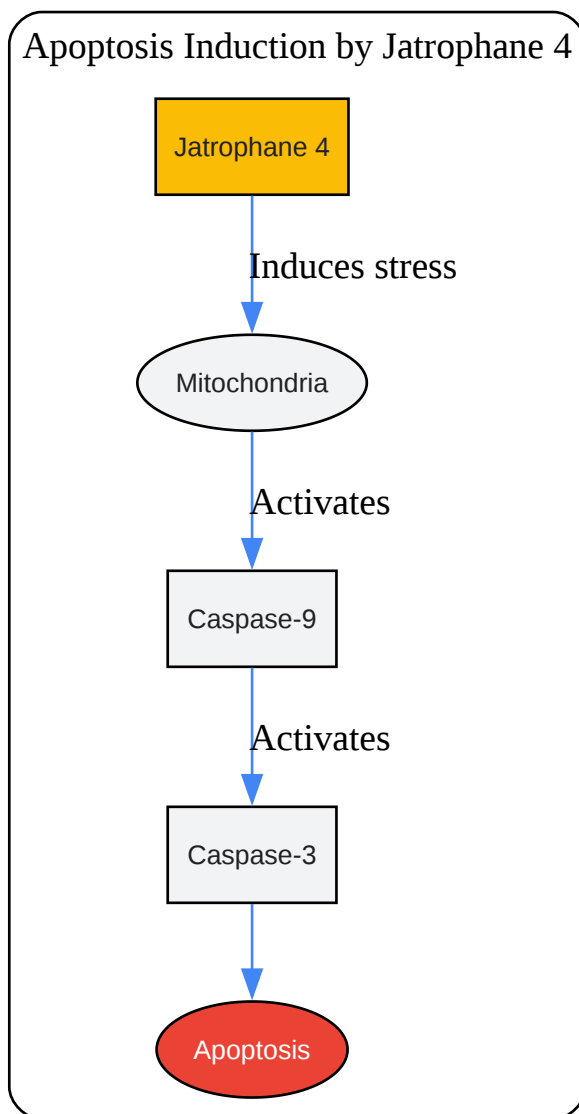 Apoptosis Induction by Jatrophane 4
Jatrophane 4
Induces stress
Mitochondria
Activates
Caspase-9
Activates
Caspase-3
Apoptosis